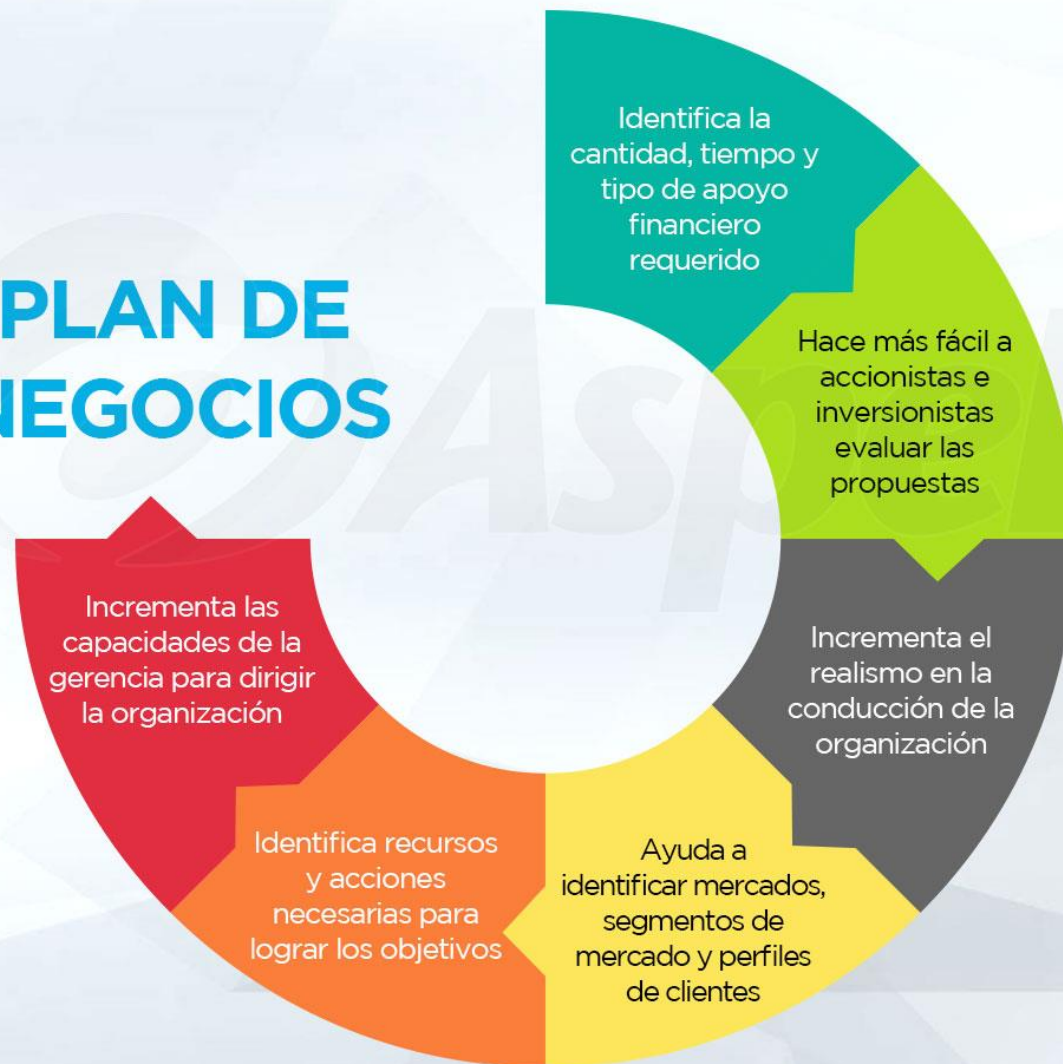 PLAN DE
NEGOCIOS
Identifica la
cantidad, tiempo y
tipo de apoyo
financiero
requerido
Hace más fácil a
accionistas e
inversionistas
evaluar las
propuestas
Incrementa el
realismo en la
conducción de la
organización
Ayuda a
identificar mercados,
segmentos de
mercado y perfiles
de clientes
Identifica recursos
y acciones
necesarias para
lograr los objetivos
Incrementa las
capacidades de la
gerencia para dirigir
la organización
Aspel